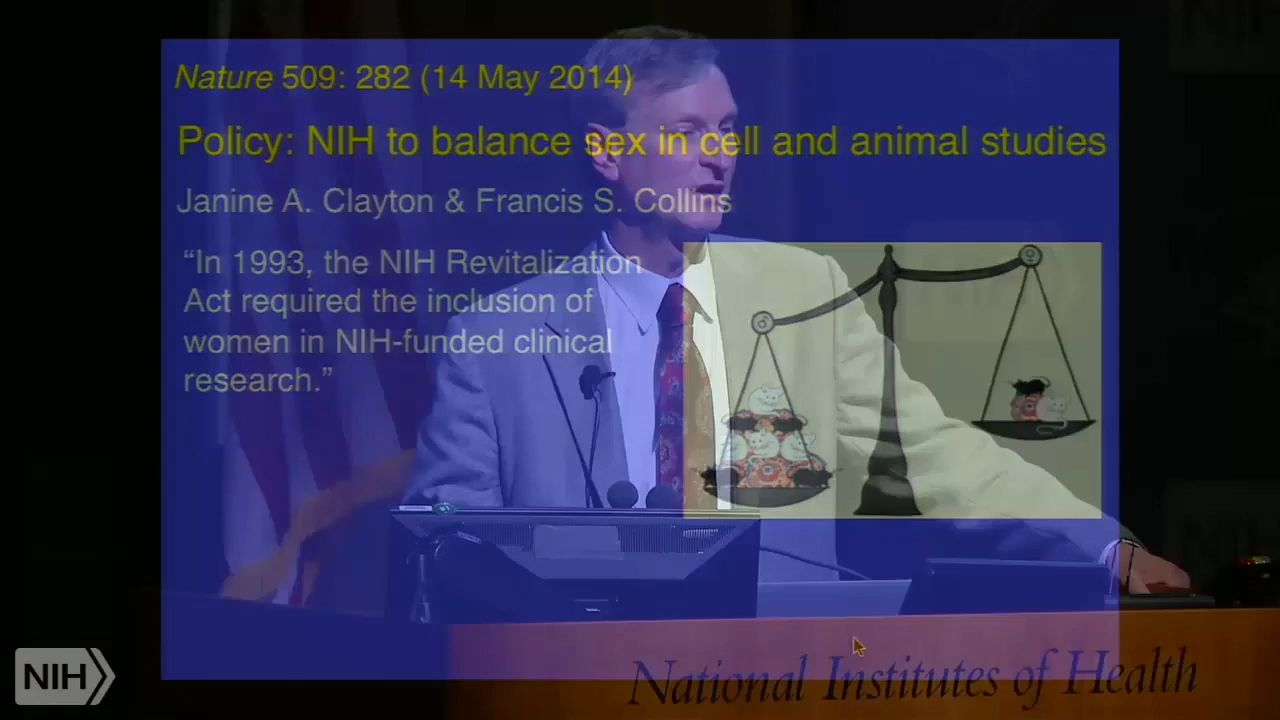 Nature 509: 282 (14 May 2014)
Policy: NIH to balance sex in cell and animal studies
Janine A. Clayton & Francis S. Collins
“In 1993, the NIH Revitalization
Act required the inclusion of
women in NIH-funded clinical
research.”
♂
♀
NIH
National Institutes of Health